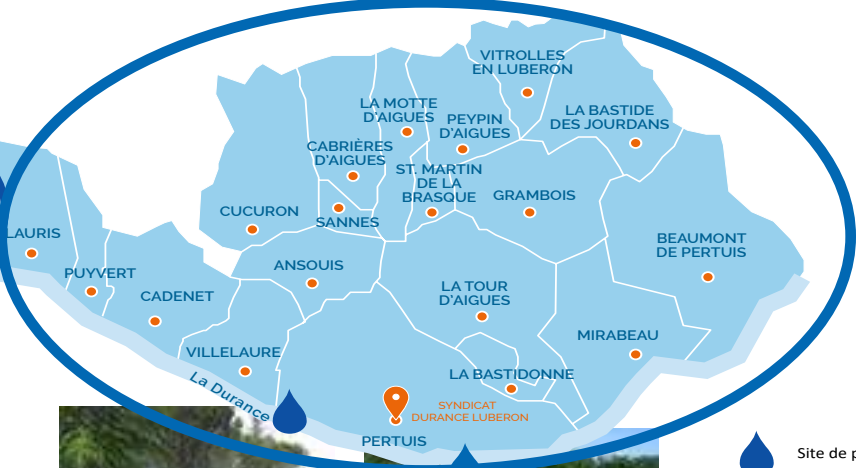 VITROLLES
EN LUBERON
LA MOTTE
D'AIGUES
PEYPIN
D'AIGUES
LA BASTIDE
DES JOURDANS
CABRIÈRES
D'AIGUES
ST. MARTIN
DE LA
BRASQUE
GRAMBOIS
CUCURON
SANNES
LAURIS
BEAUMONT
DE PERTUIS
PUYVERT
ANSOUIS
CADENET
LA TOUR
D'AIGUES
MIRABEAU
VILLELAURE
LA BASTIDONNE
La Durance
SYNDICAT
DURANCE LUBERON
PERTUIS
Site de p